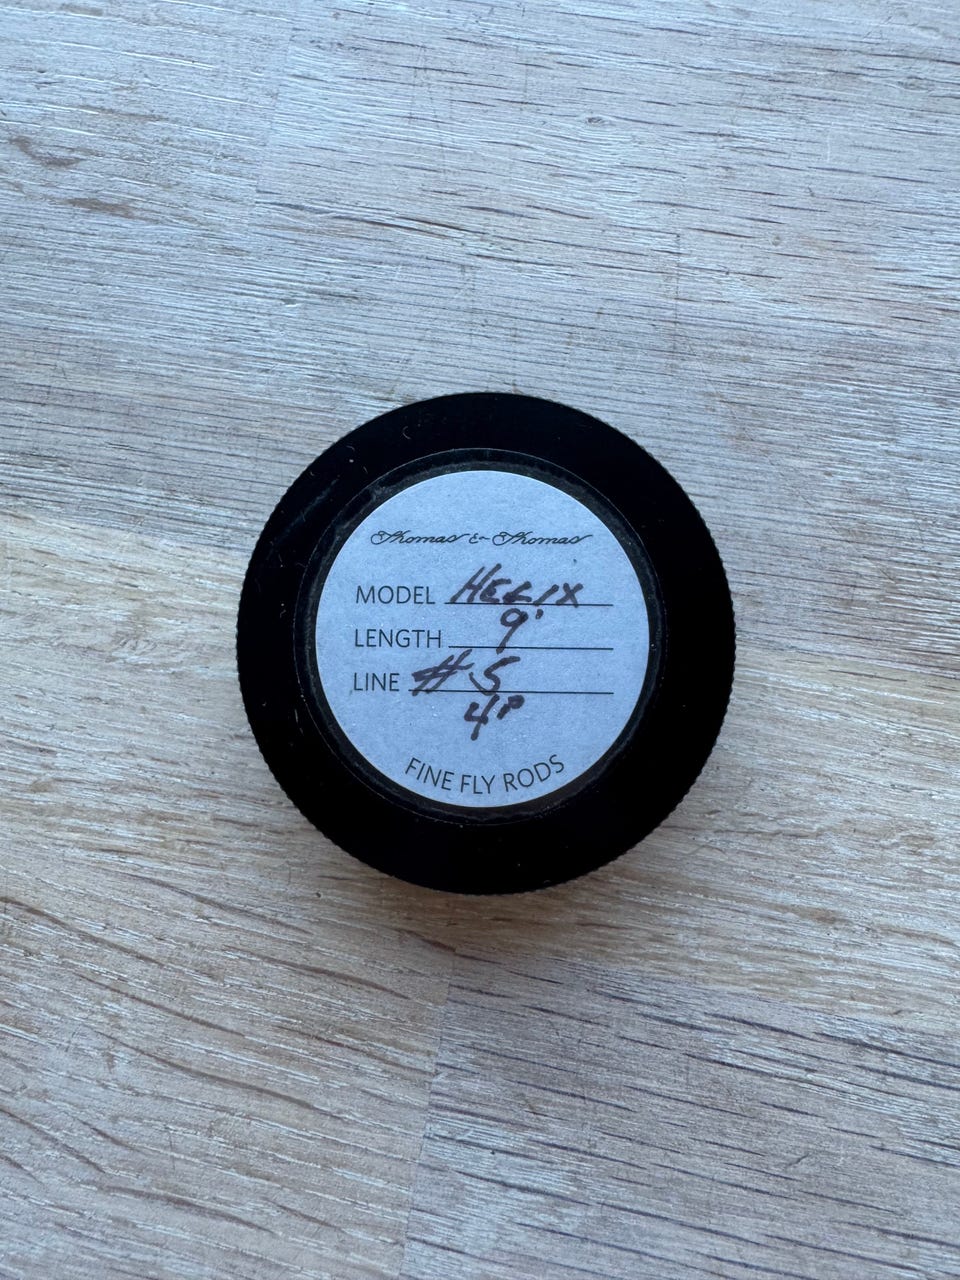 Thomas & Thomas
MODEL HELIX
LENGTH 9'
LINE #5
4P
FINE FLY RODS